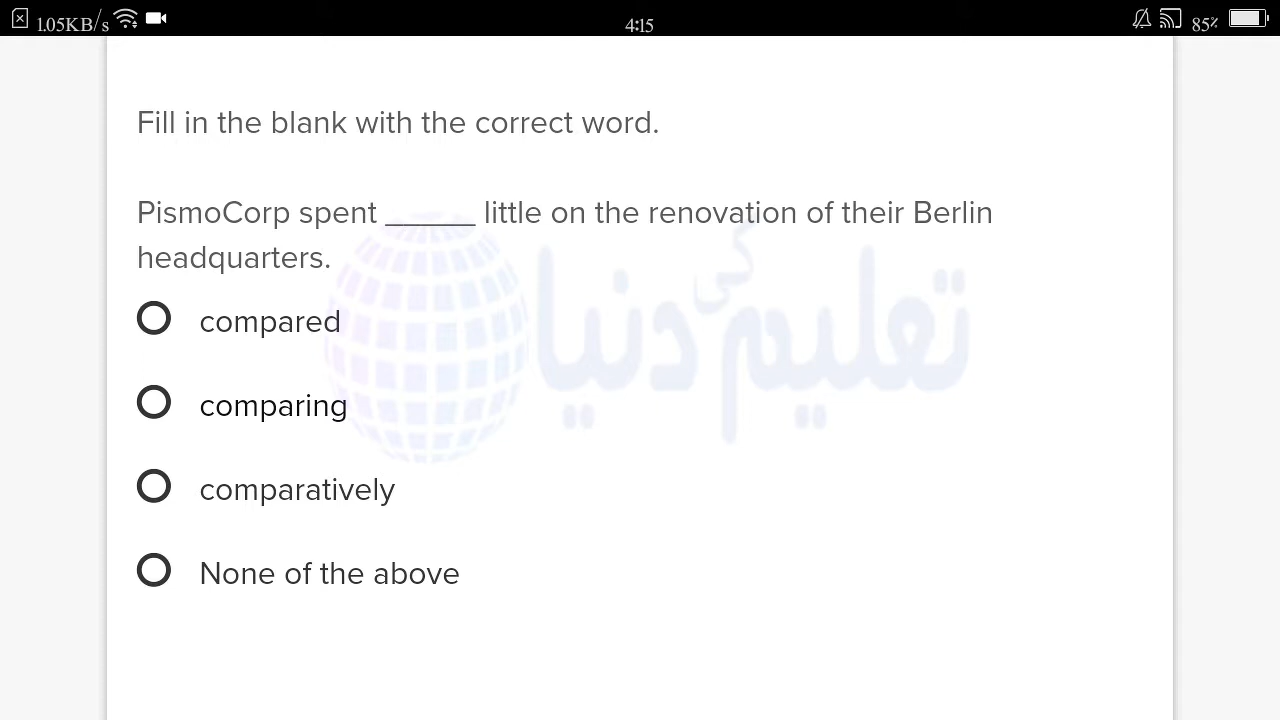 1.05KB/s
4:15
85%
Fill in the blank with the correct word.
PismoCorp spent _____ little on the renovation of their Berlin
headquarters.
compared
comparing
comparatively
None of the above
تعلیم کی دنیا